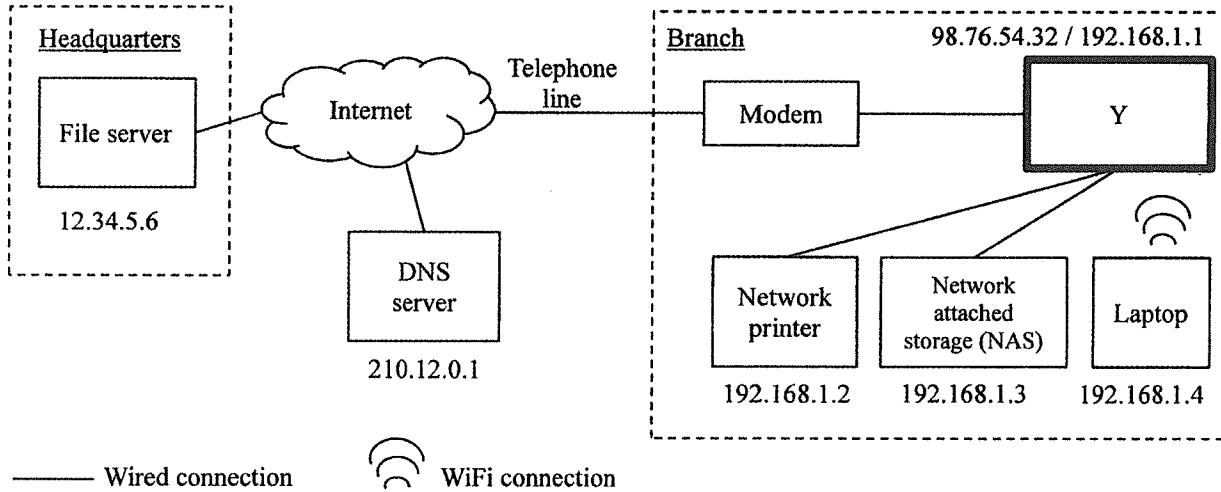 Headquarters
File server
12.34.5.6
Internet
Telephone
line
DNS
server
210.12.0.1
Branch
98.76.54.32 / 192.168.1.1
Modem
Y
Network
printer
192.168.1.2
Network
attached
storage (NAS)
192.168.1.3
Laptop
192.168.1.4
Wired connection
WiFi connection